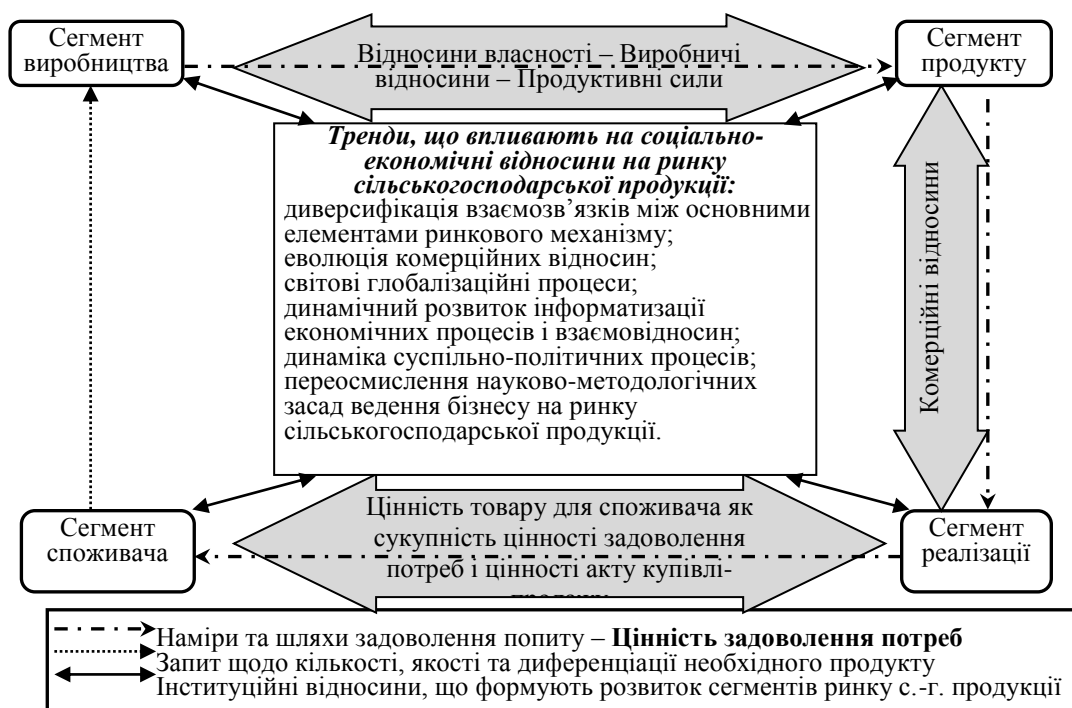 Сегмент
виробництва
Відносини власності – Виробничі
відносини – Продуктивні сили
Сегмент
продукту
Тренди, що впливають на соціально-
економічні відносини на ринку
сільськогосподарської продукції:
диверсифікація взаємозв’язків між основними
елементами ринкового механізму;
еволюція комерційних відносин;
світові глобалізаційні процеси;
динамічний розвиток інформатизації
економічних процесів і взаємовідносин;
динаміка суспільно-політичних процесів;
переосмислення науково-методологічних
засад ведення бізнесу на ринку
сільськогосподарської продукції.
Комерційні відносини
Сегмент
споживача
Цінність товару для споживача як
сукупність цінності задоволення
потреб і цінності акту купівлі-
Сегмент
реалізації
Наміри та шляхи задоволення попиту – Цінність задоволення потреб
Запит щодо кількості, якості та диференціації необхідного продукту
Інституційні відносини, що формують розвиток сегментів ринку с.-г. продукції